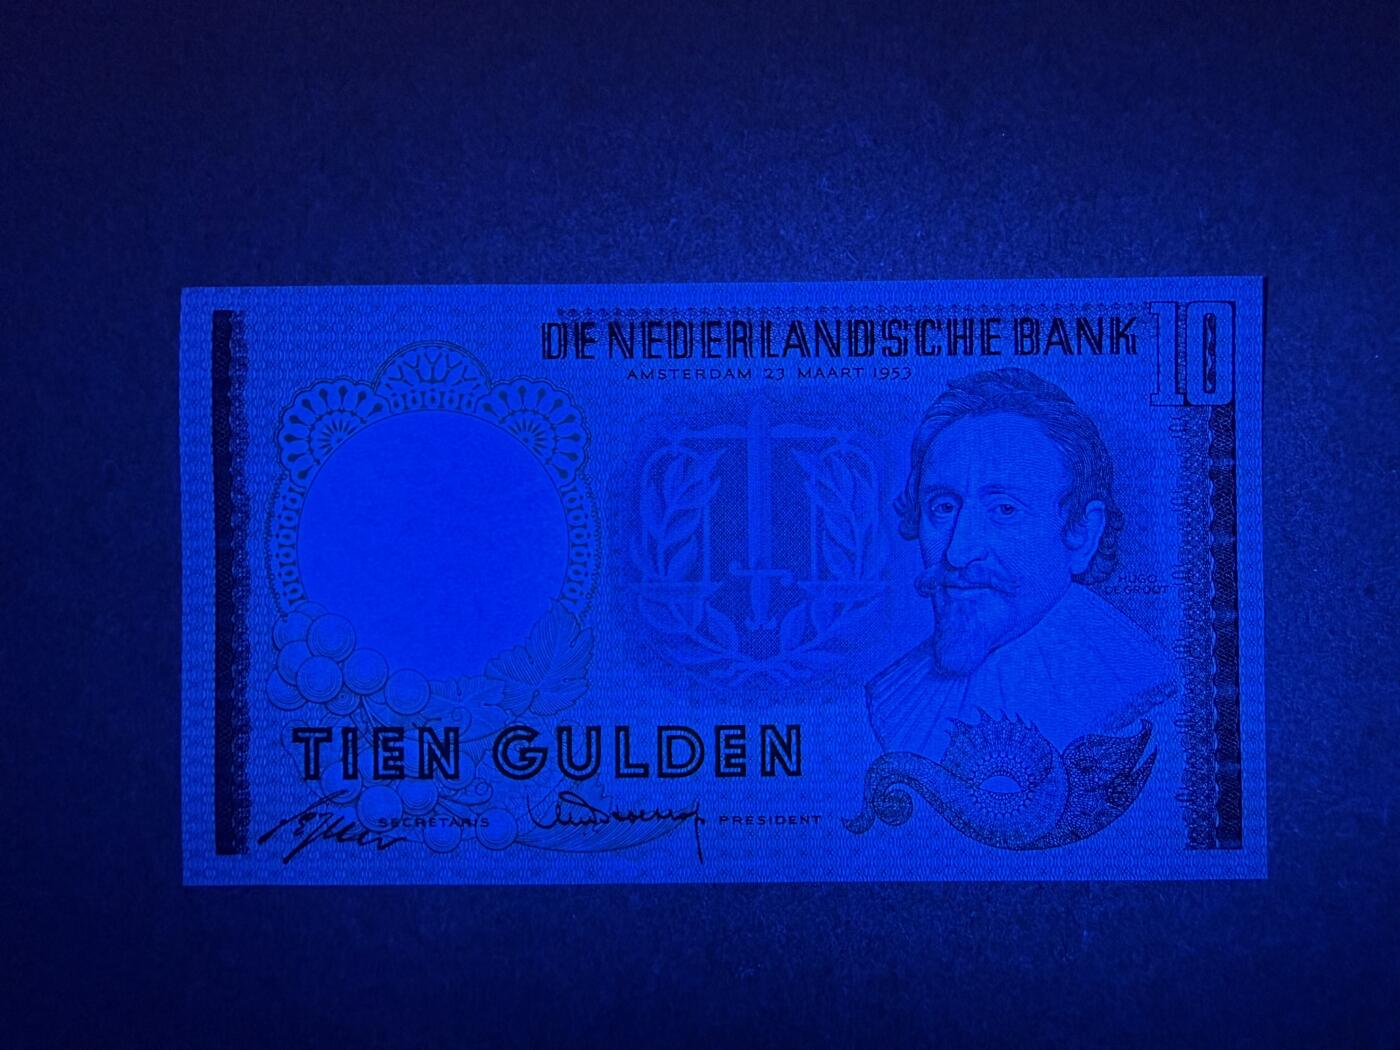 DE NEDERLANDSCHE BANK
10
AMSTERDAM 23 MAART 1953
HUGO
DE GROOT
TIEN GULDEN
SECRETARIS
PRESIDENT